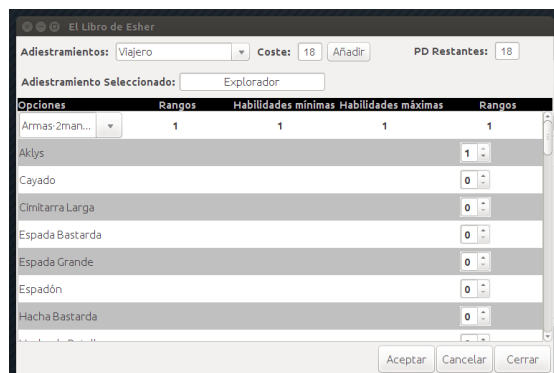 El Libro de Esher
Adiestramientos: Viajero Coste: 18 Añadir PD Restantes: 18
Adiestramiento Seleccionado: Explorador
Opciones Rangos Habilidades mínimas Habilidades máximas Rangos
Armas·2man... 1 1 1 1
Aklys 1
Cayado 0
Cimitarra Larga 0
Espada Bastarda 0
Espada Grande 0
Espadón 0
Hacha Bastarda 0
Aceptar Cancelar Cerrar